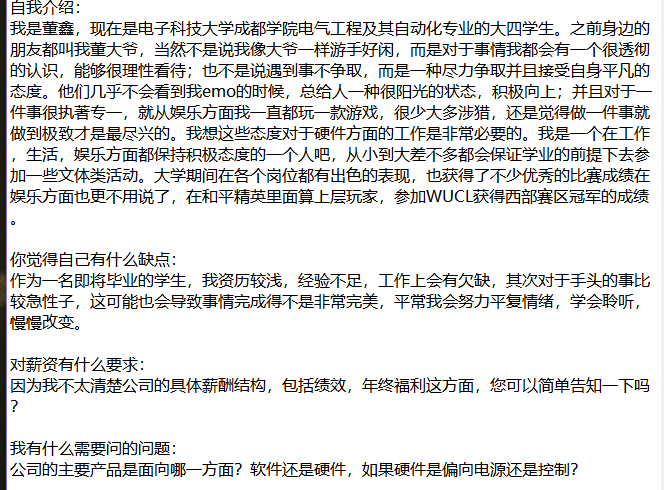 自我介绍：
我是董鑫，现在是电子科技大学成都学院电气工程及其自动化专业的大四学生。之前身边的
朋友都叫我董大爷，当然不是说我像大爷一样游手好闲，而是对于事情我都会有一个很透彻
的认识，能够很理性看待；也不是说遇到事不争取，而是一种尽力争取并且接受自身平凡的
态度。他们几乎不会看到我emo的时候，总给人一种很阳光的状态，积极向上；并且对于一
件事很执著专一，就从娱乐方面我一直都玩一款游戏，很少大多涉猎，还是觉得做一件事就
做到极致才是最尽兴的。我想这些态度对于硬件方面的工作是非常必要的。我是一个在工作
，生活，娱乐方面都保持积极态度的一个人吧，从小到大差不多都会保证学业的前提下去参
加一些文体类活动。大学期间在各个岗位都有出色的表现，也获得了不少优秀的比赛成绩在
娱乐方面也更不用说了，在和平精英里面算上层玩家，参加WUCL获得西部赛区冠军的成绩
。
你觉得自己有什么缺点：
作为一名即将毕业的学生，我资历较浅，经验不足，工作上会有欠缺，其次对于手头的事比
较急性子，这可能也会导致事情完成得不是非常完美，平常我会努力平复情绪，学会聆听，
慢慢改变。
对薪资有什么要求：
因为我不太清楚公司的具体薪酬结构，包括绩效，年终福利这方面，您可以简单告知一下吗
？
我有什么需要问的问题：
公司的主要产品是面向哪一方面？软件还是硬件，如果硬件是偏向电源还是控制？